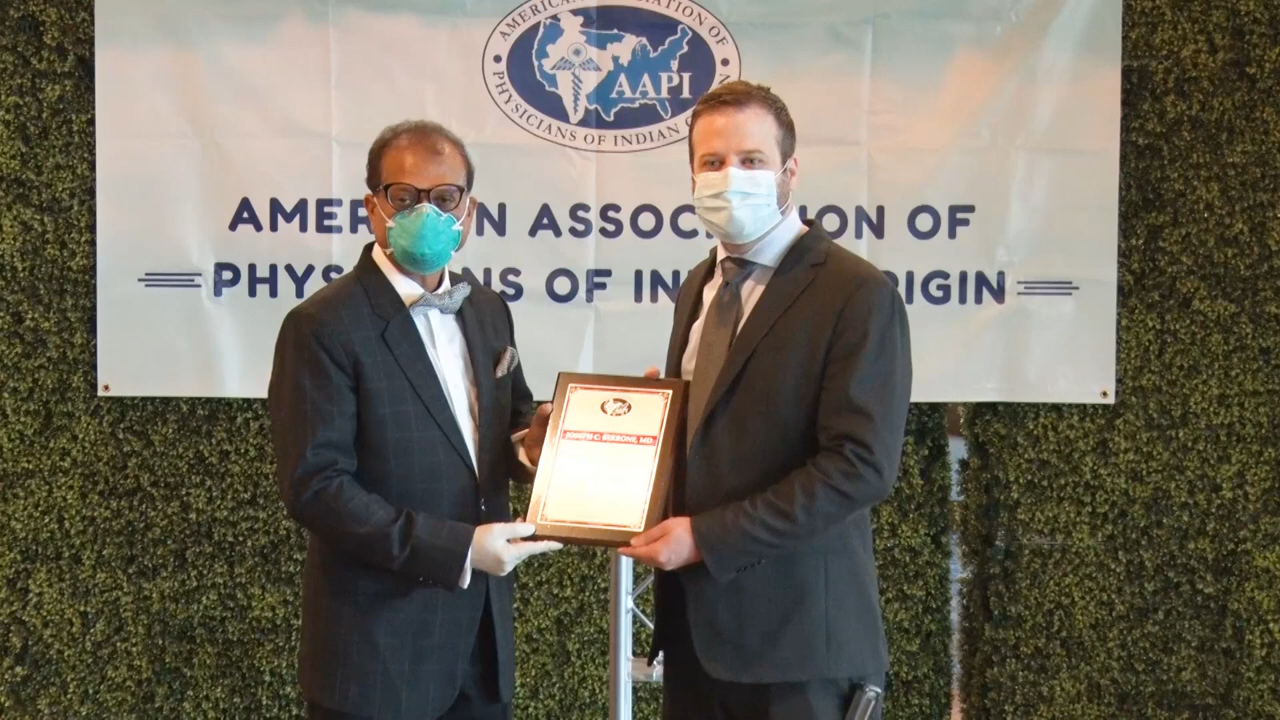 AMERICAN ASSOCIATION OF
AAPI
PHYSICIANS OF INDIAN
AMER N ASSOC ON OF
PHYS NS OF IN RIGIN
JOSEPH C. SERRONE, MD